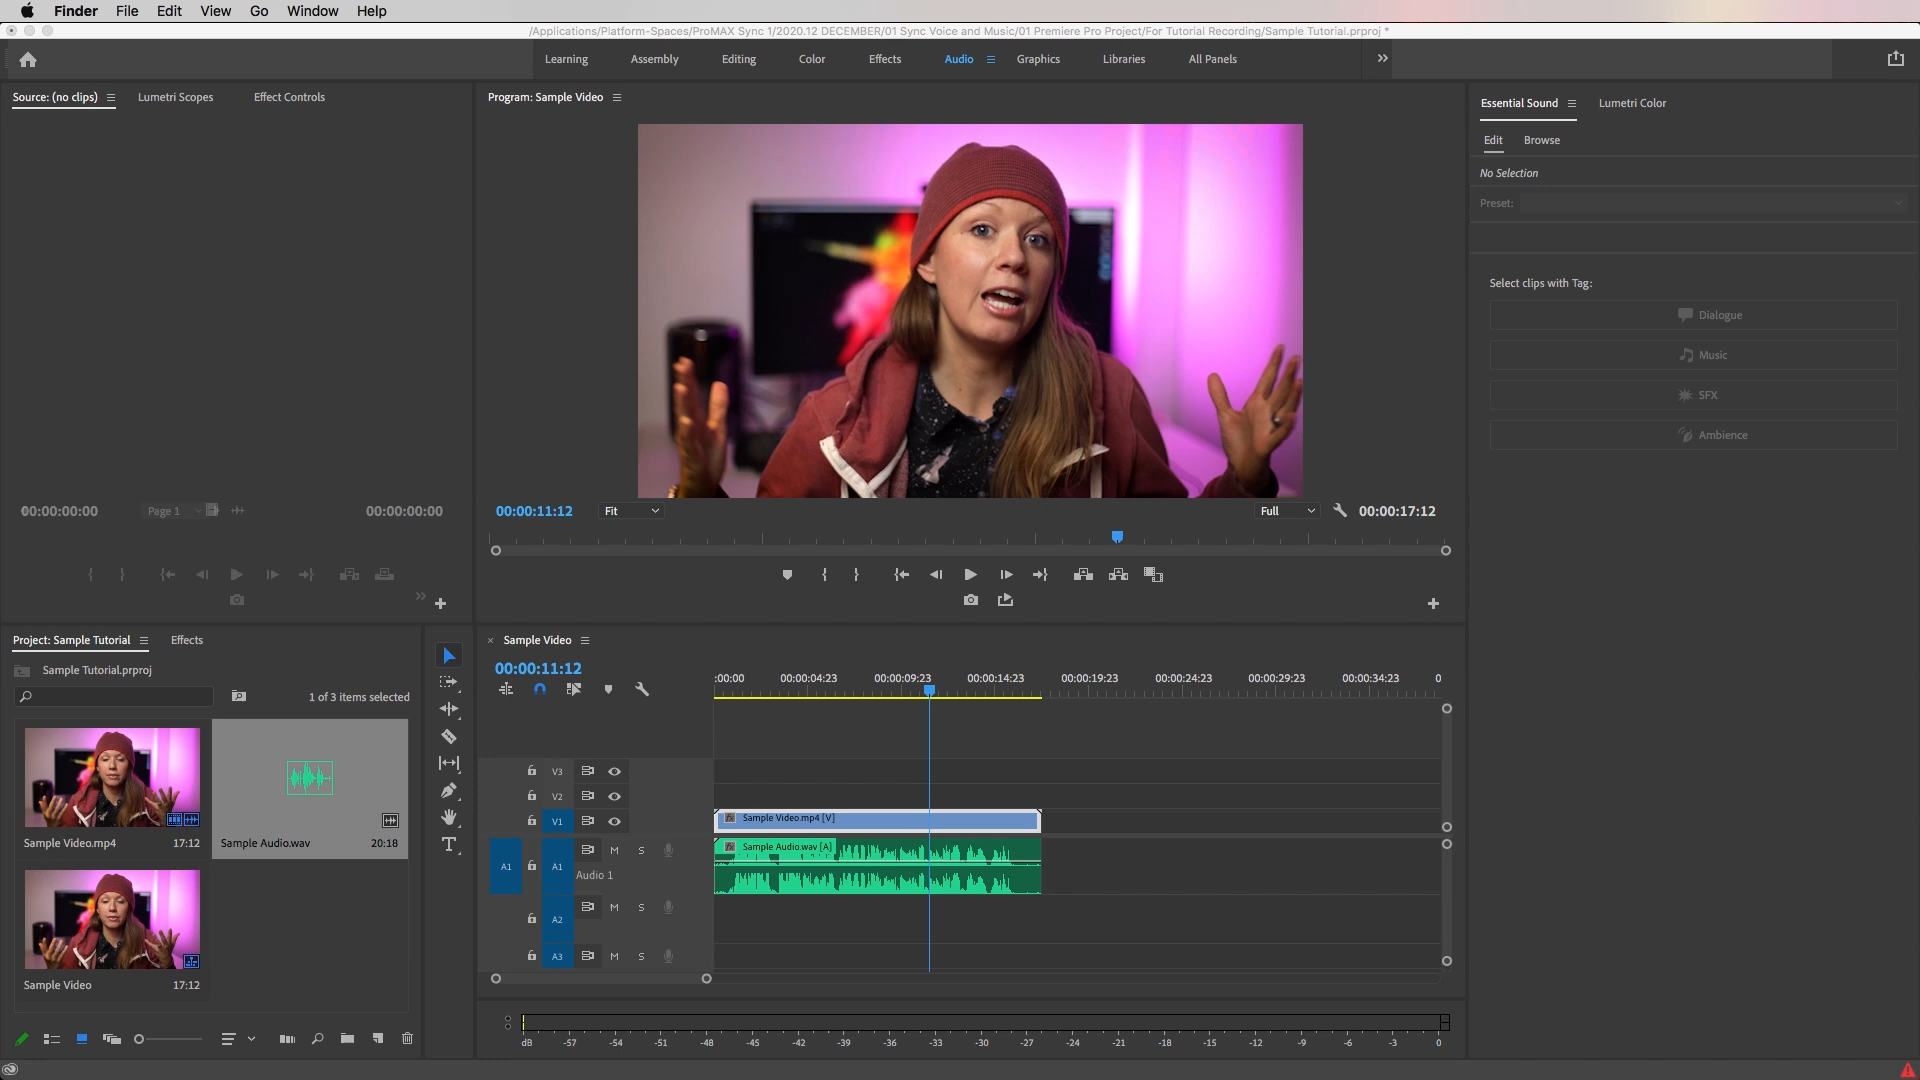 Finder File Edit View Go Window Help
/Applications/Platform-Spaces/ProMAX Sync 1/2020.12 DECEMBER/01 Sync Voice and Music/01 Premiere Pro Project/For Tutorial Recording/Sample Tutorial.prproj *
Learning Assembly Editing Color Effects Audio Graphics Libraries All Panels
Source: (no clips) Lumetri Scopes Effect Controls
Program: Sample Video
Essential Sound Lumetri Color
Edit Browse
No Selection
Preset:
Select clips with Tag:
Dialogue
Music
SFX
Ambience
00:00:00:00 Page 1 00:00:00:00
00:00:11:12 Fit Full 00:00:17:12
Project: Sample Tutorial Effects
Sample Tutorial.prproj
1 of 3 items selected
Sample Video.mp4 17:12
Sample Audio.wav 20:18
Sample Video 17:12
Sample Video
00:00:11:12
:00:00 00:00:04:23 00:00:09:23 00:00:14:23 00:00:19:23 00:00:24:23 00:00:29:23 00:00:34:23 0
V3
V2
V1 Sample Video.mp4 [V]
A1 A1 M S Sample Audio.wav [A]
Audio 1
A2 M S
A3 M S
dB -57 -54 -51 -48 -45 -42 -39 -36 -33 -30 -27 -24 -21 -18 -15 -12 -9 -6 -3 0